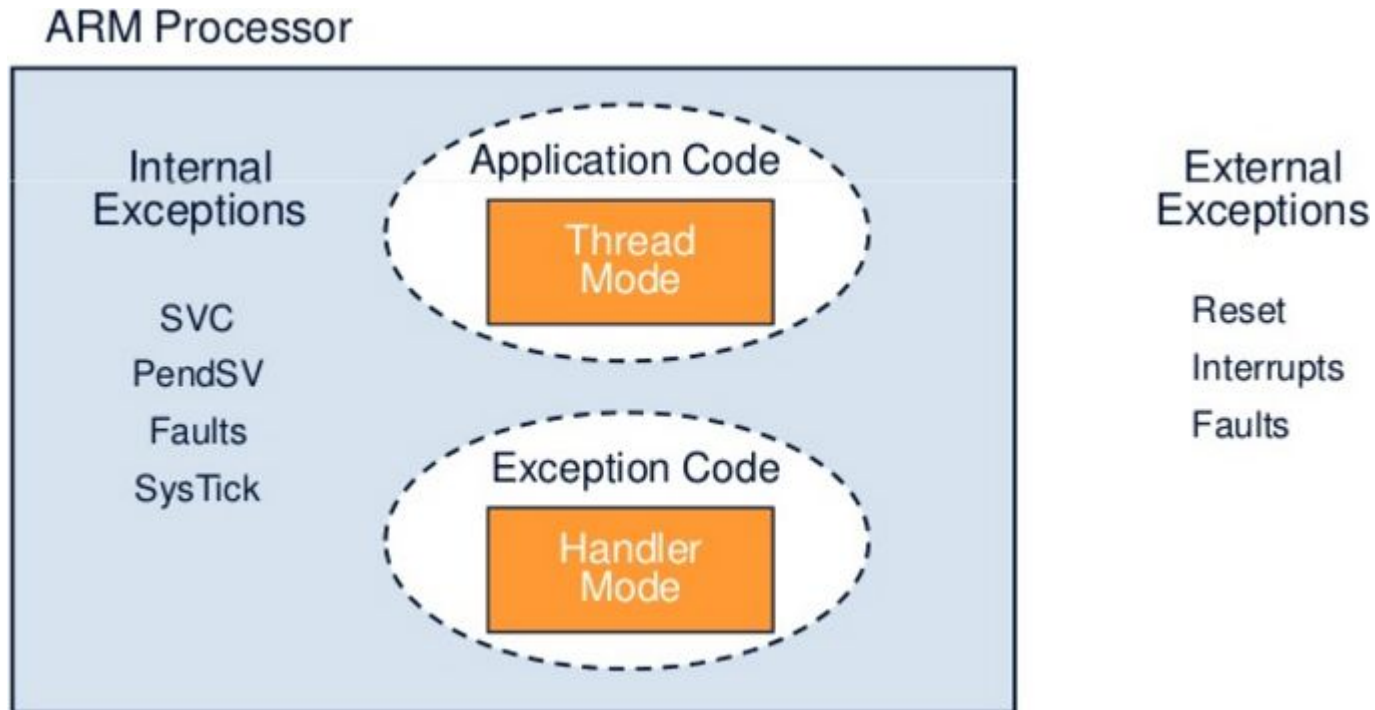 ARM Processor
Internal
Exceptions
SVC
PendSV
Faults
SysTick
Application Code
Thread
Mode
Exception Code
Handler
Mode
External
Exceptions
Reset
Interrupts
Faults